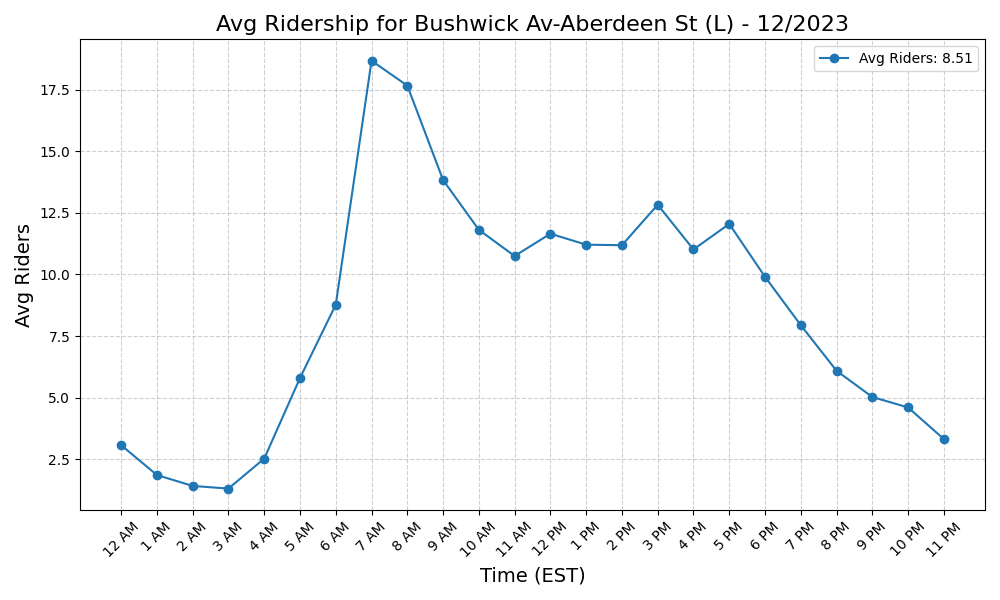 Avg Ridership for Bushwick Av-Aberdeen St (L) - 12/2023
Avg Riders: 8.51
Avg Riders
17.5
15.0
12.5
10.0
7.5
5.0
2.5
12 AM
1 AM
2 AM
3 AM
4 AM
5 AM
6 AM
7 AM
8 AM
9 AM
10 AM
11 AM
12 PM
1 PM
2 PM
3 PM
4 PM
5 PM
6 PM
7 PM
8 PM
9 PM
10 PM
11 PM
Time (EST)